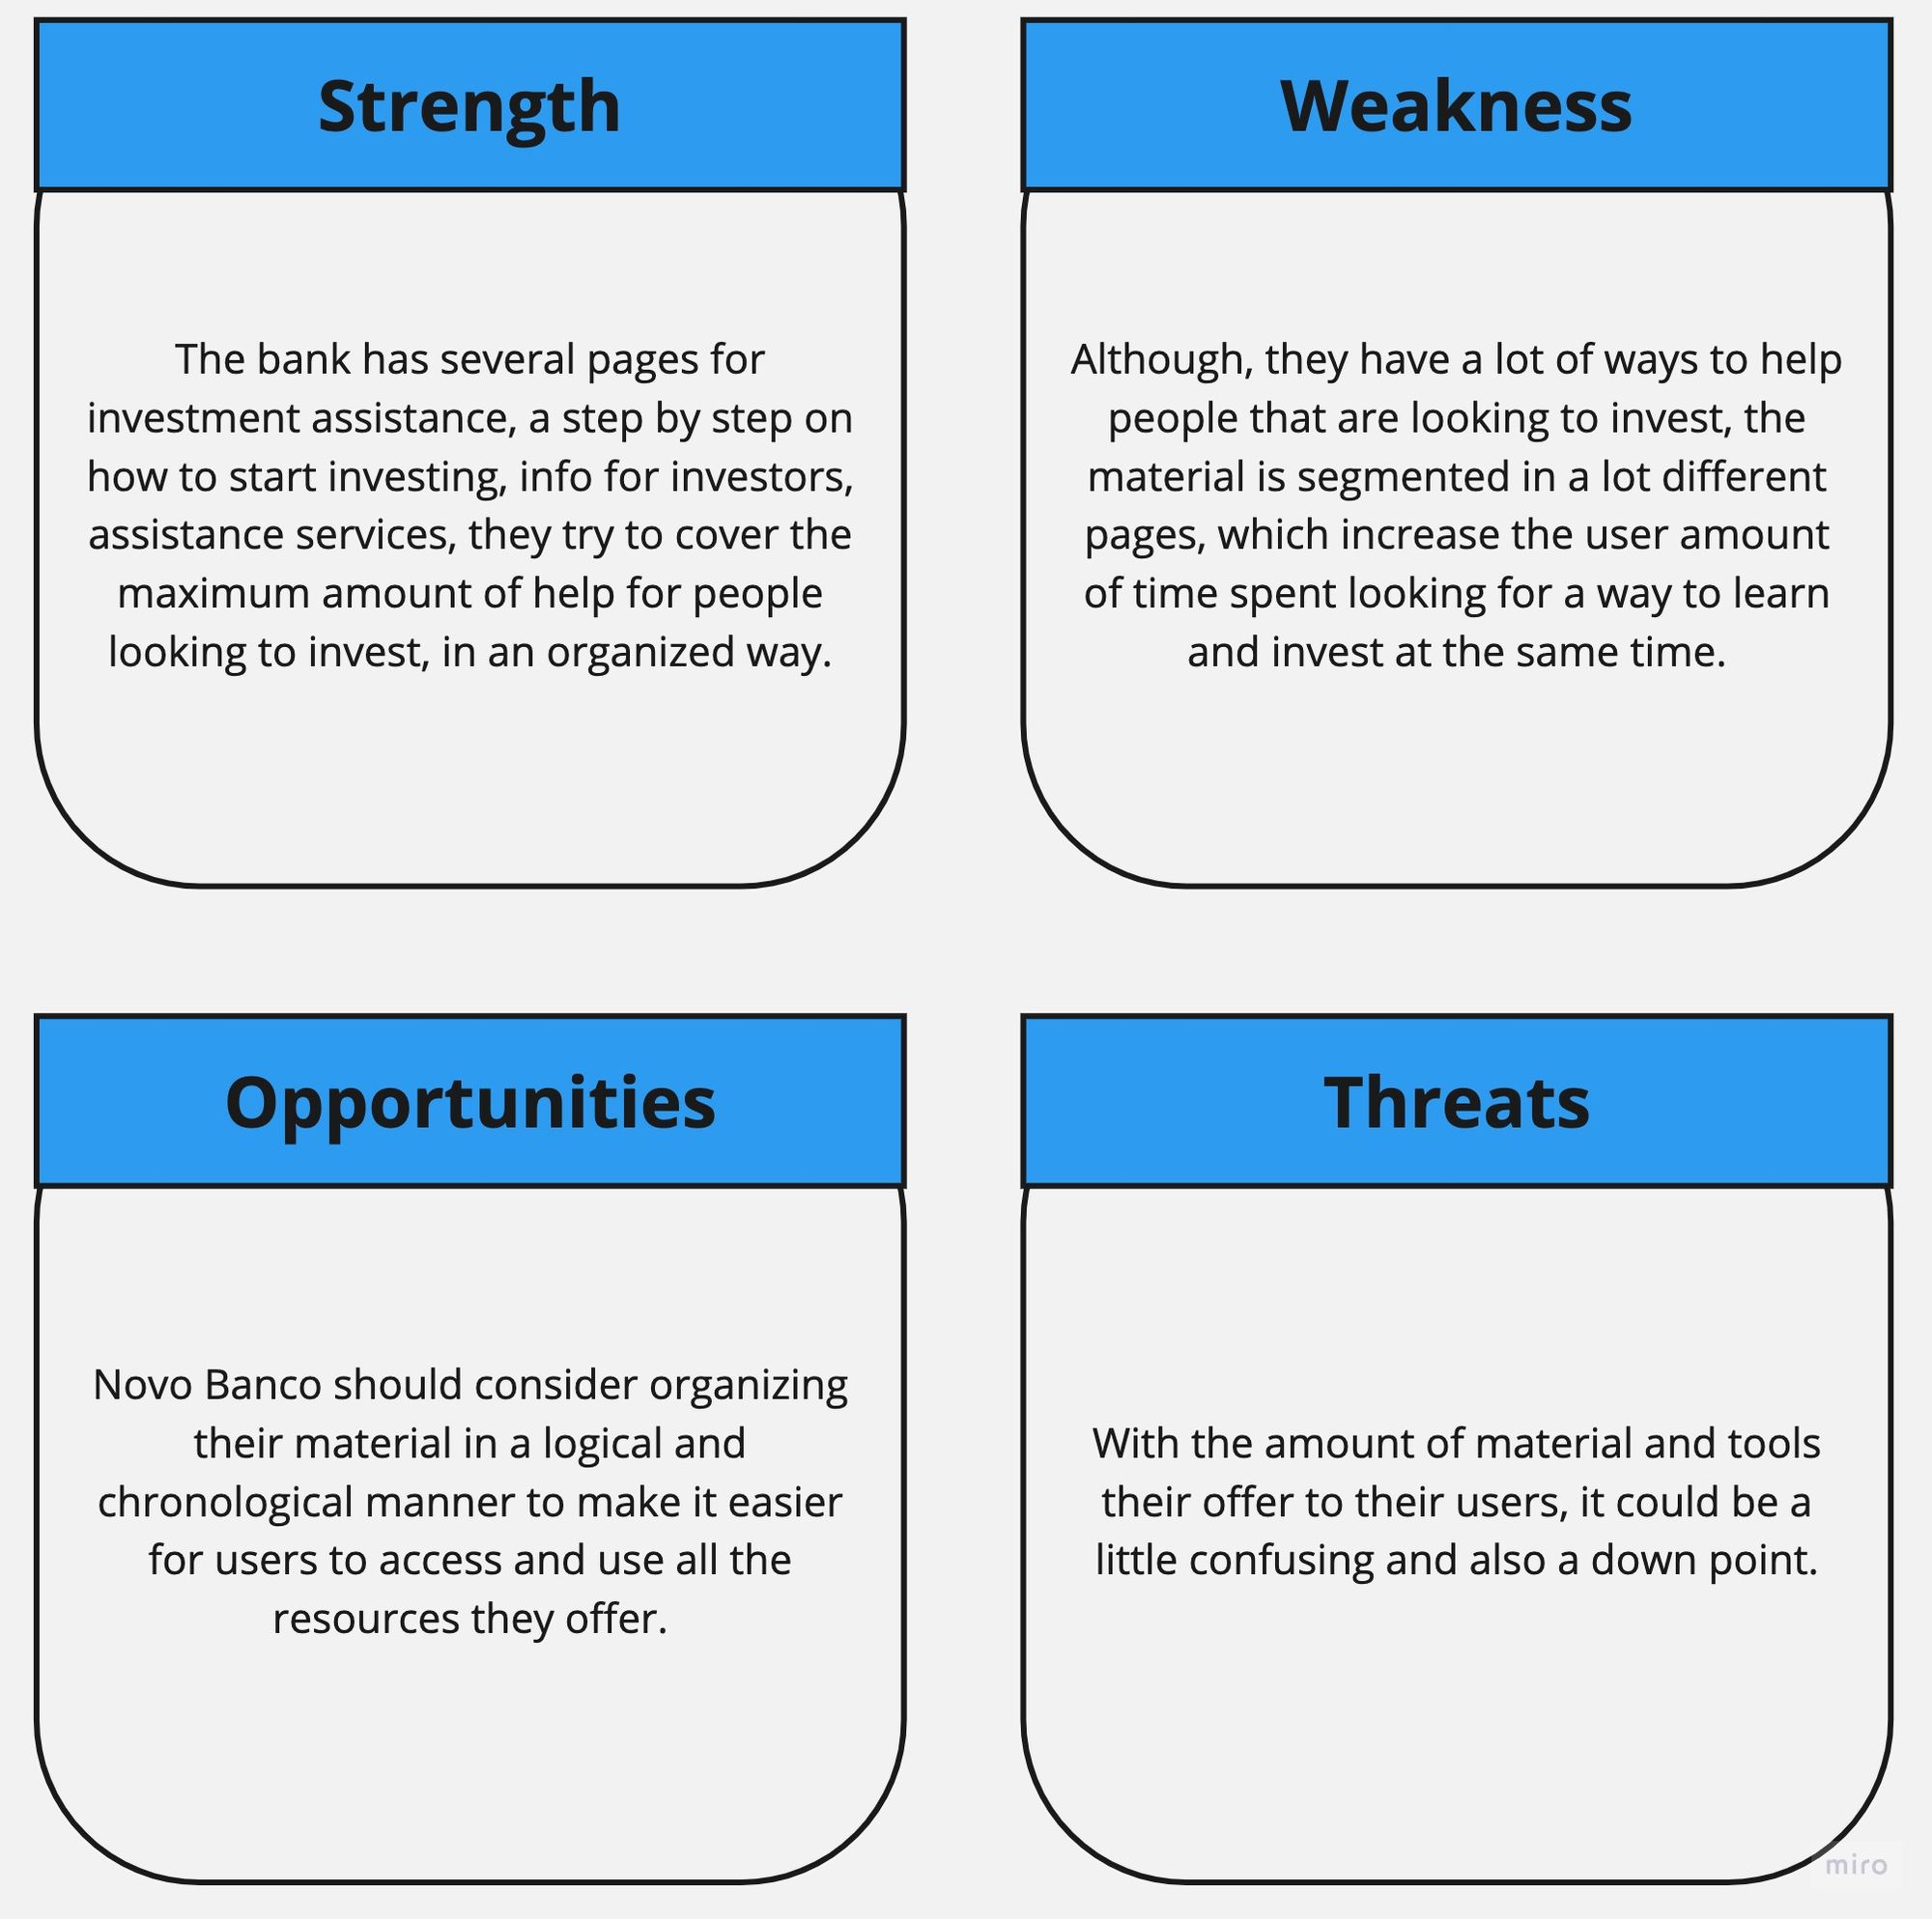 Strength
The bank has several pages for
investment assistance, a step by step on
how to start investing, info for investors,
assistance services, they try to cover the
maximum amount of help for people
looking to invest, in an organized way.
Weakness
Although, they have a lot of ways to help
people that are looking to invest, the
material is segmented in a lot different
pages, which increase the user amount
of time spent looking for a way to learn
and invest at the same time.
Opportunities
Novo Banco should consider organizing
their material in a logical and
chronological manner to make it easier
for users to access and use all the
resources they offer.
Threats
With the amount of material and tools
their offer to their users, it could be a
little confusing and also a down point.
miro